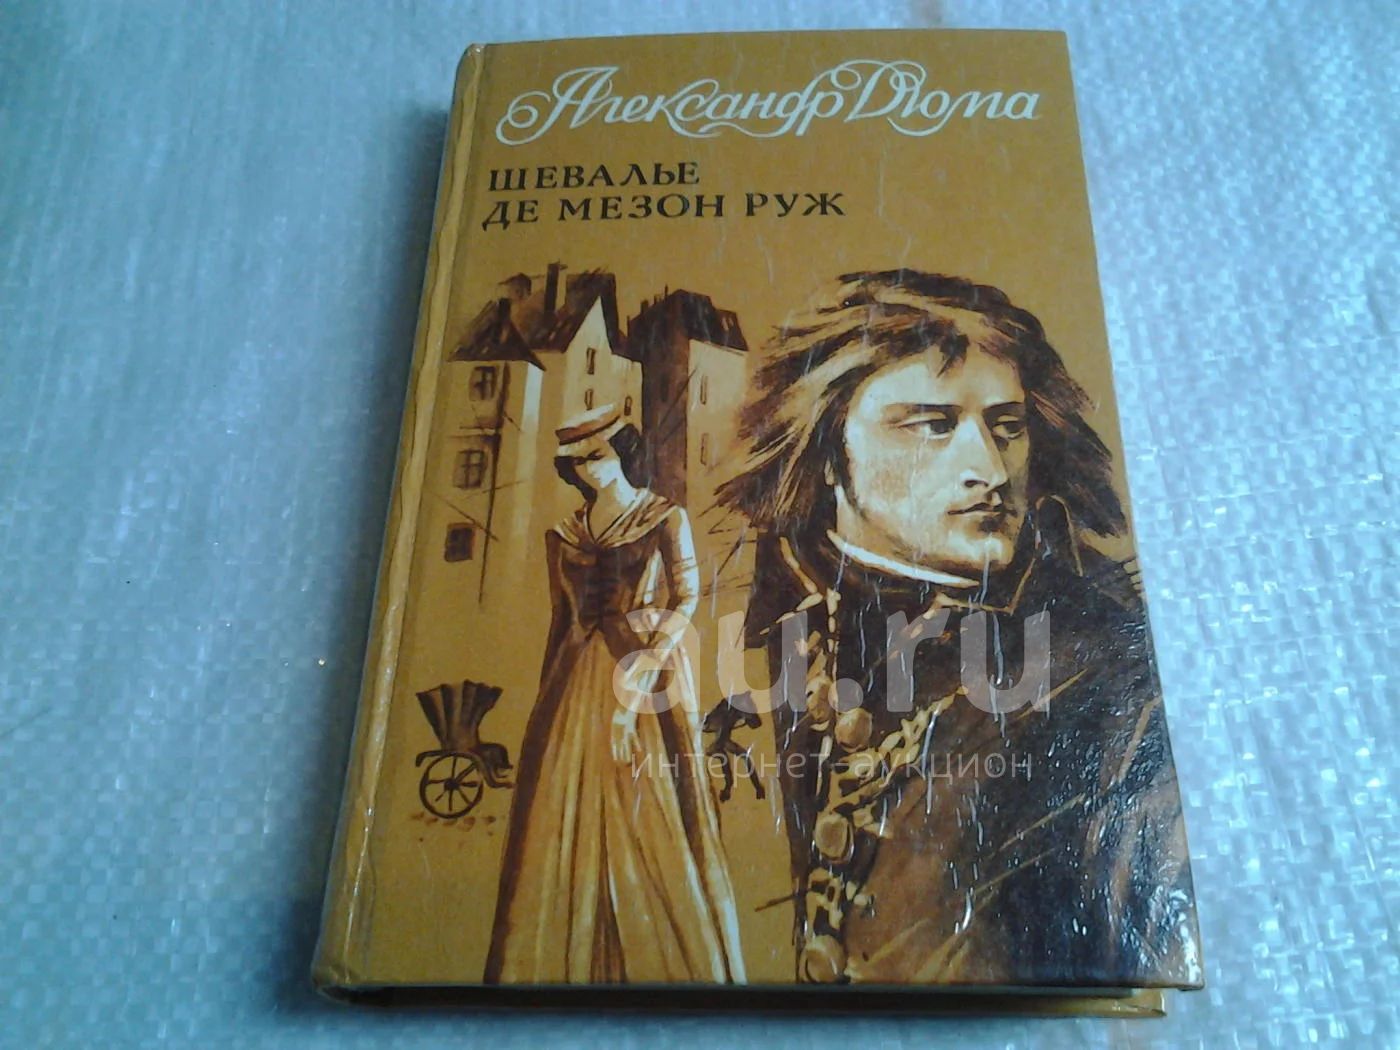 Александр Дюма
ШЕВАЛЬЕ
ДЕ МЕЗОН РУЖ
au.ru
интернет-аукцион